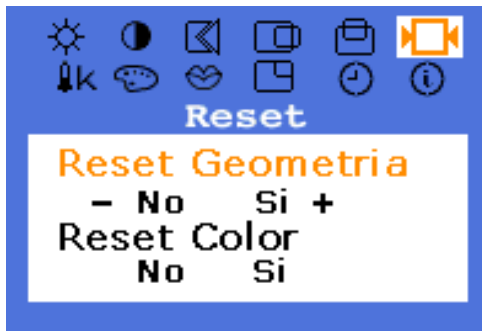 K
Reset
Reset Geometria
- No Si +
Reset Color
No Si